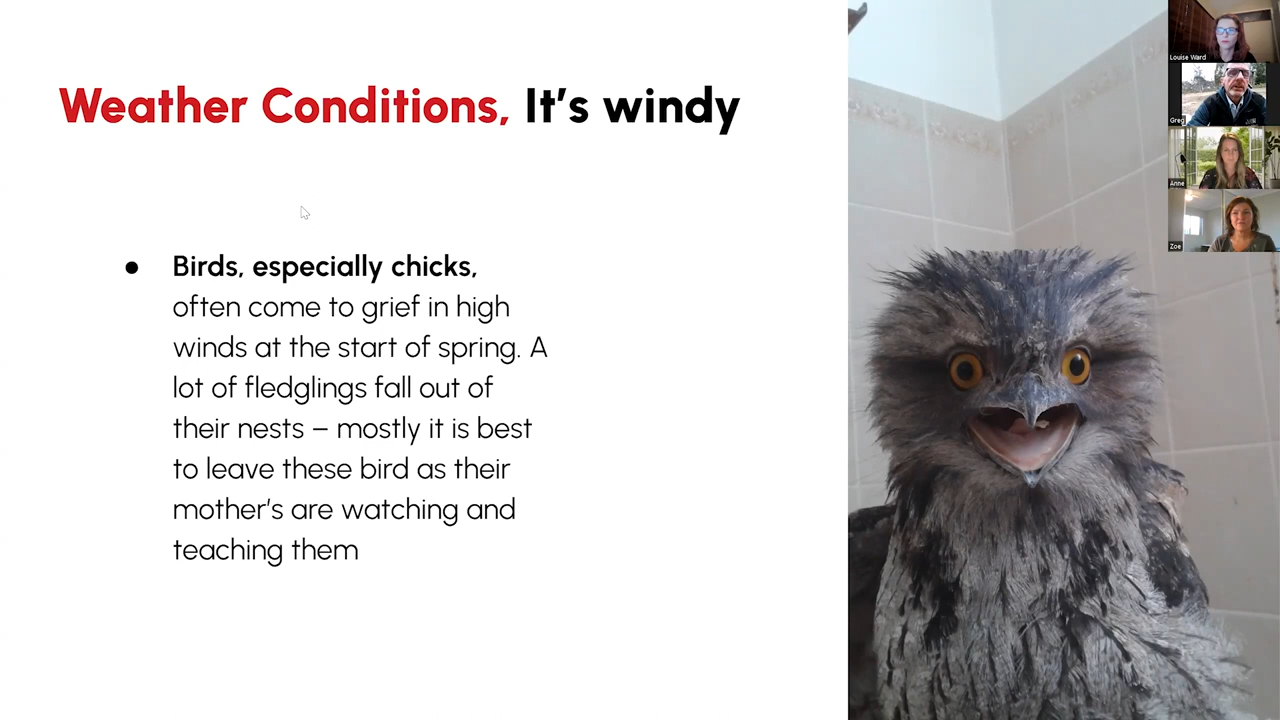 Weather Conditions, It's windy
● Birds, especially chicks,
often come to grief in high
winds at the start of spring. A
lot of fledglings fall out of
their nests – mostly it is best
to leave these bird as their
mother's are watching and
teaching them
Louise Ward
Greg
Anne
Zoe